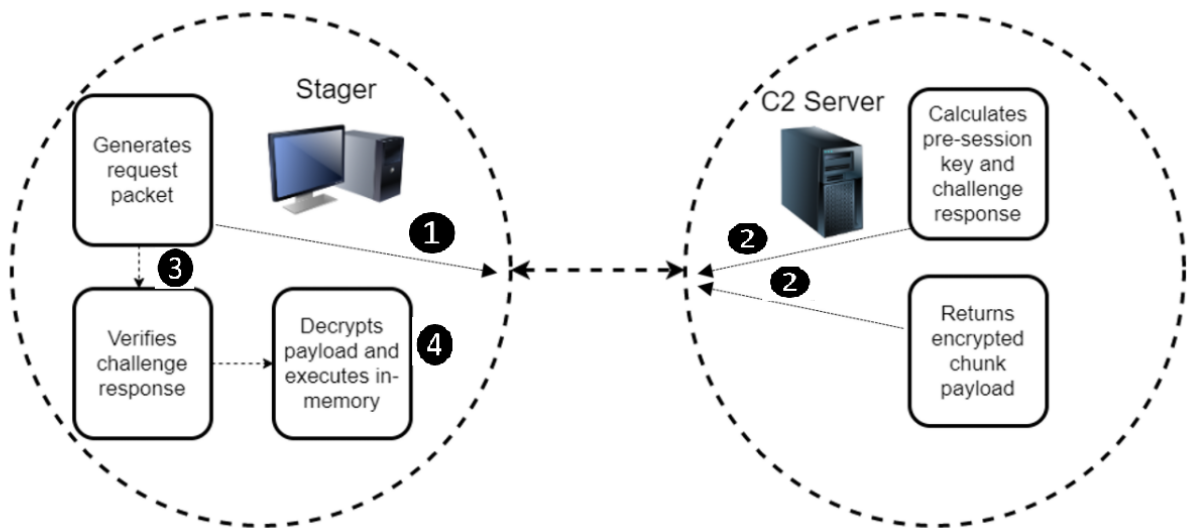 Stager
Generates
request
packet
1
3
Verifies
challenge
response
Decrypts
payload and
executes in-
memory
4
C2 Server
Calculates
pre-session
key and
challenge
response
2
2
Returns
encrypted
chunk
payload